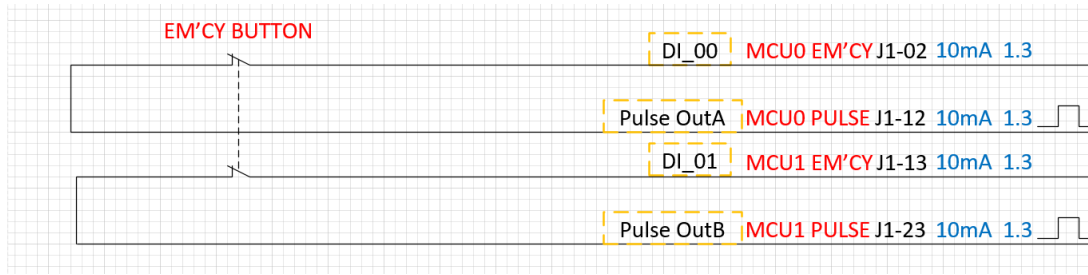 EM'CY BUTTON
DI_00 MCU0 EM'CY J1-02 10mA 1.3
Pulse OutA MCU0 PULSE J1-12 10mA 1.3
DI_01 MCU1 EM'CY J1-13 10mA 1.3
Pulse OutB MCU1 PULSE J1-23 10mA 1.3